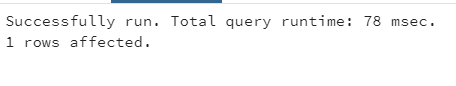 Successfully run. Total query runtime: 78 msec.
1 rows affected.